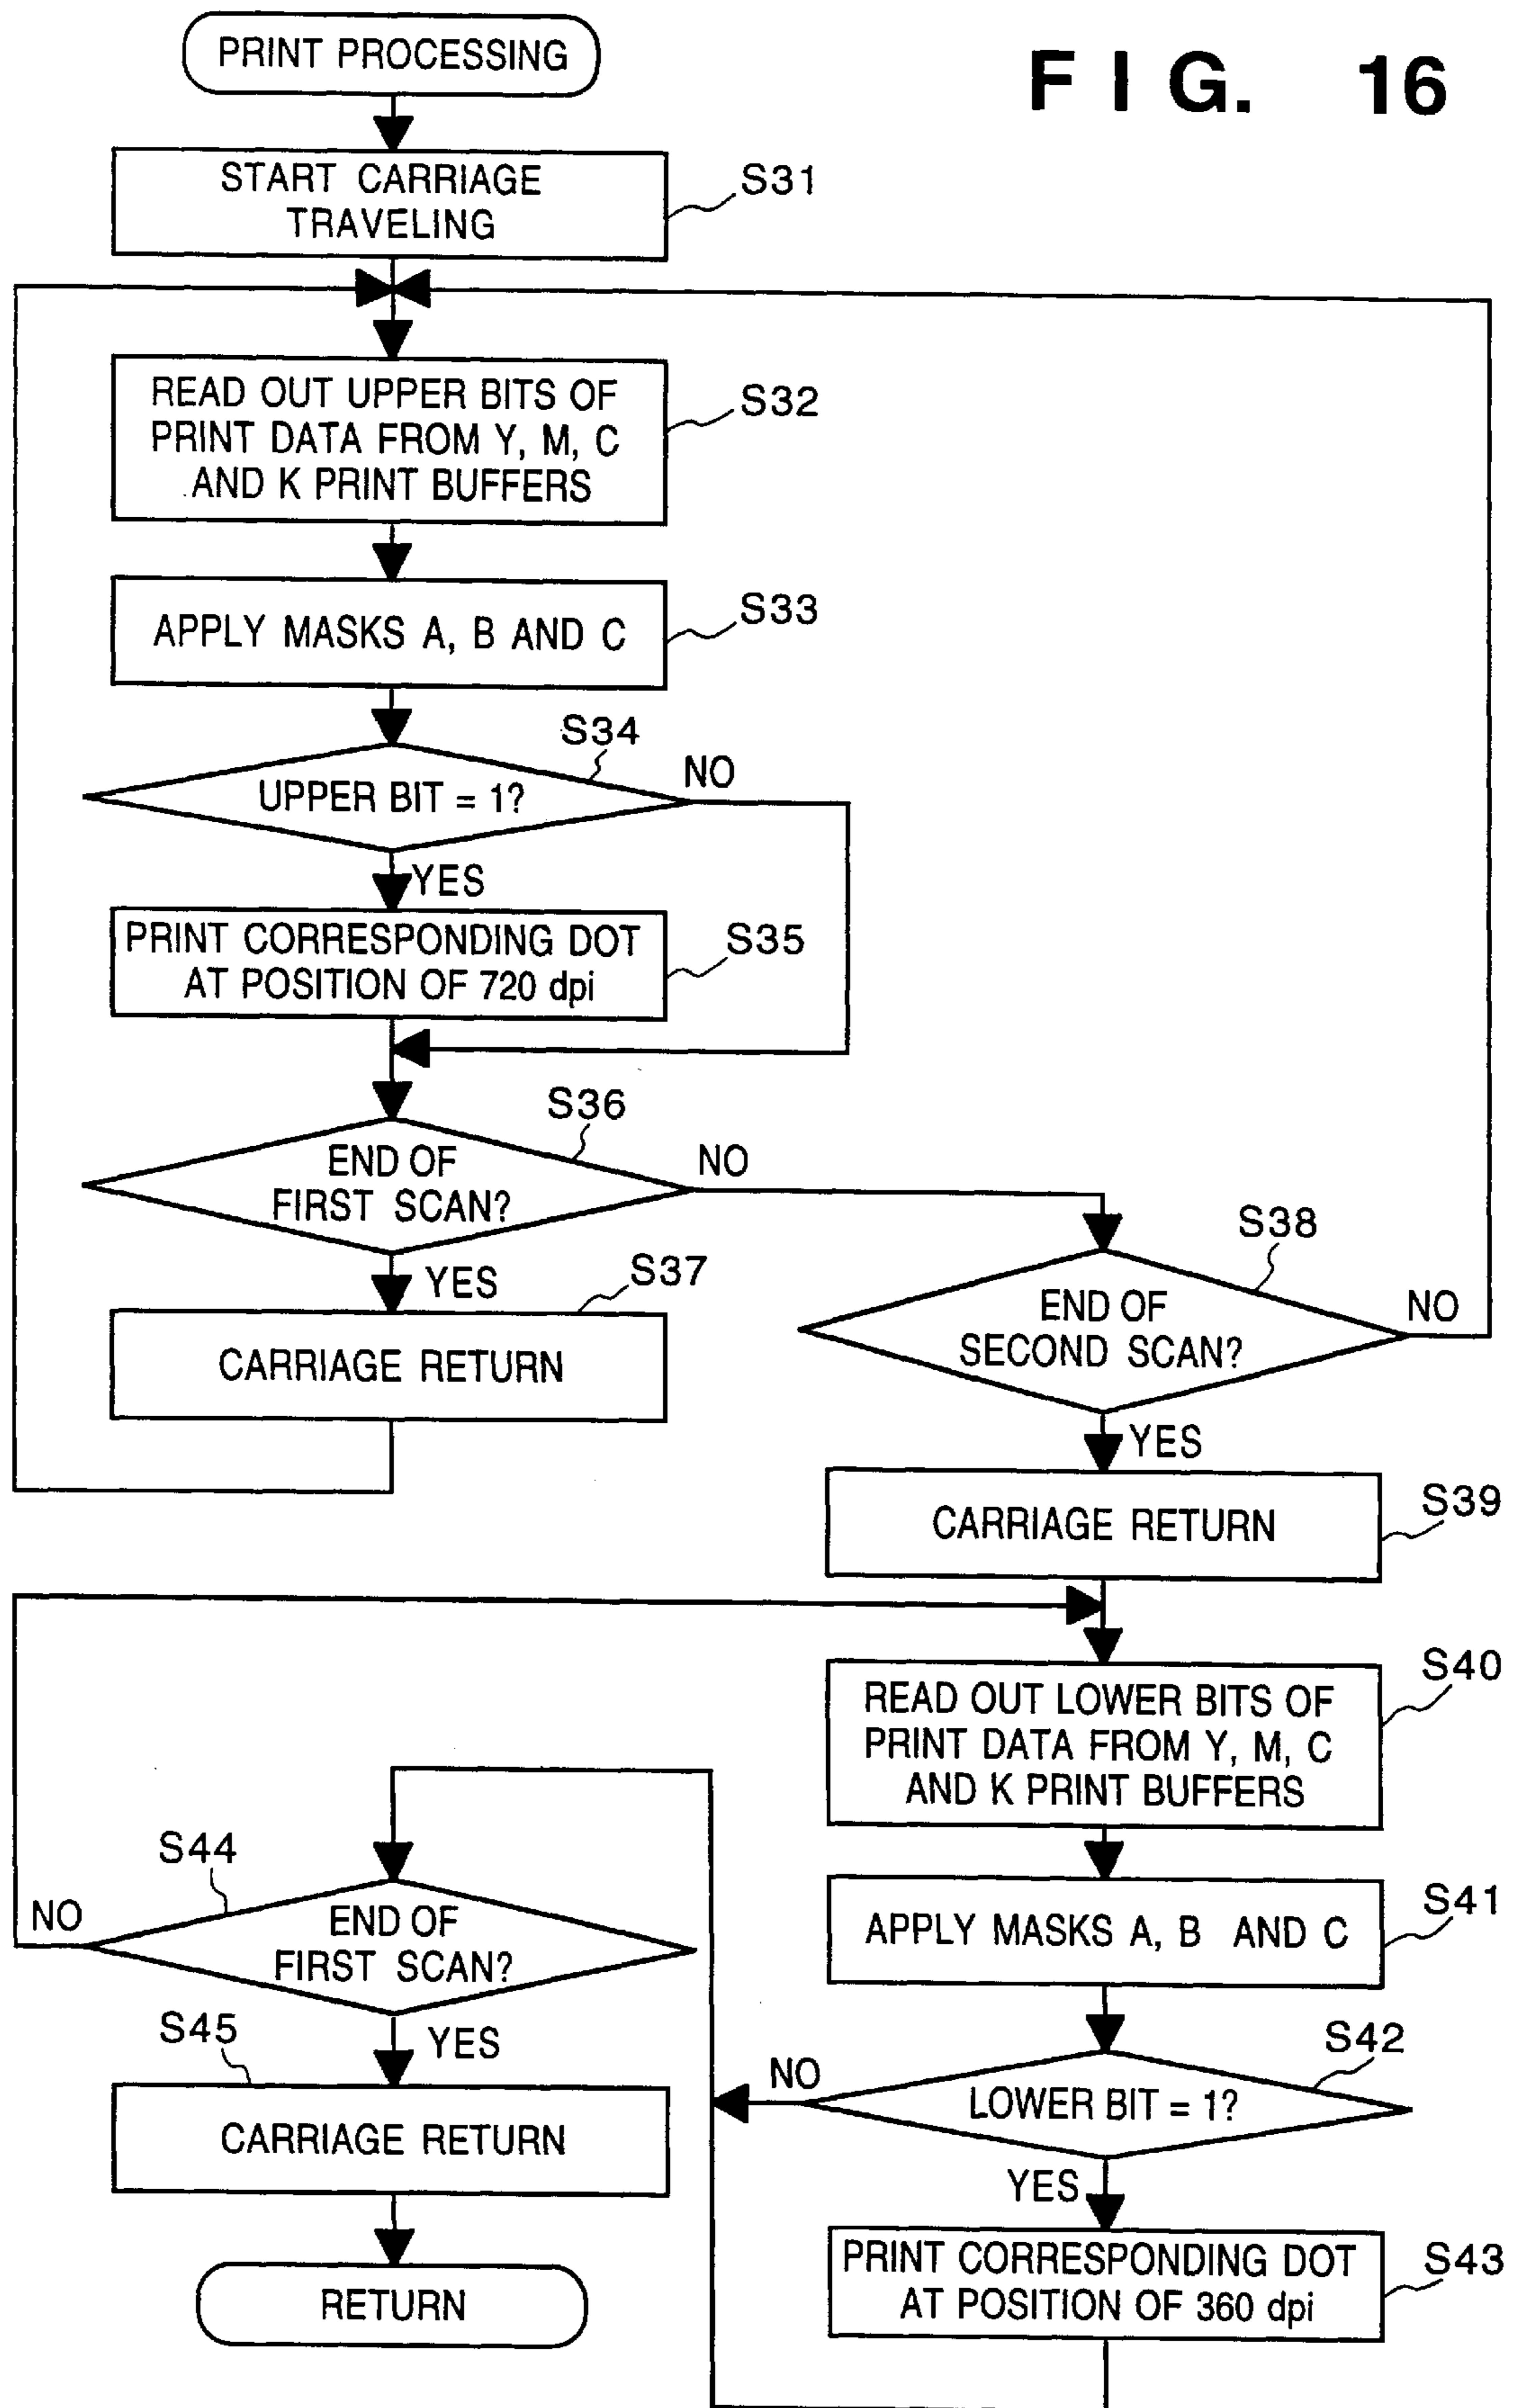 PRINT PROCESSING
FIG. 16
START CARRIAGE
TRAVELING
S31
READ OUT UPPER BITS OF
PRINT DATA FROM Y, M, C
AND K PRINT BUFFERS
S32
APPLY MASKS A, B AND C
S33
S34
UPPER BIT = 1?
NO
YES
PRINT CORRESPONDING DOT
AT POSITION OF 720 dpi
S35
S36
END OF
FIRST SCAN?
NO
YES
S37
CARRIAGE RETURN
S38
END OF
SECOND SCAN?
NO
YES
CARRIAGE RETURN
S39
READ OUT LOWER BITS OF
PRINT DATA FROM Y, M, C
AND K PRINT BUFFERS
S40
APPLY MASKS A, B AND C
S41
S42
LOWER BIT = 1?
NO
YES
PRINT CORRESPONDING DOT
AT POSITION OF 360 dpi
S43
S44
END OF
FIRST SCAN?
NO
YES
S45
CARRIAGE RETURN
RETURN